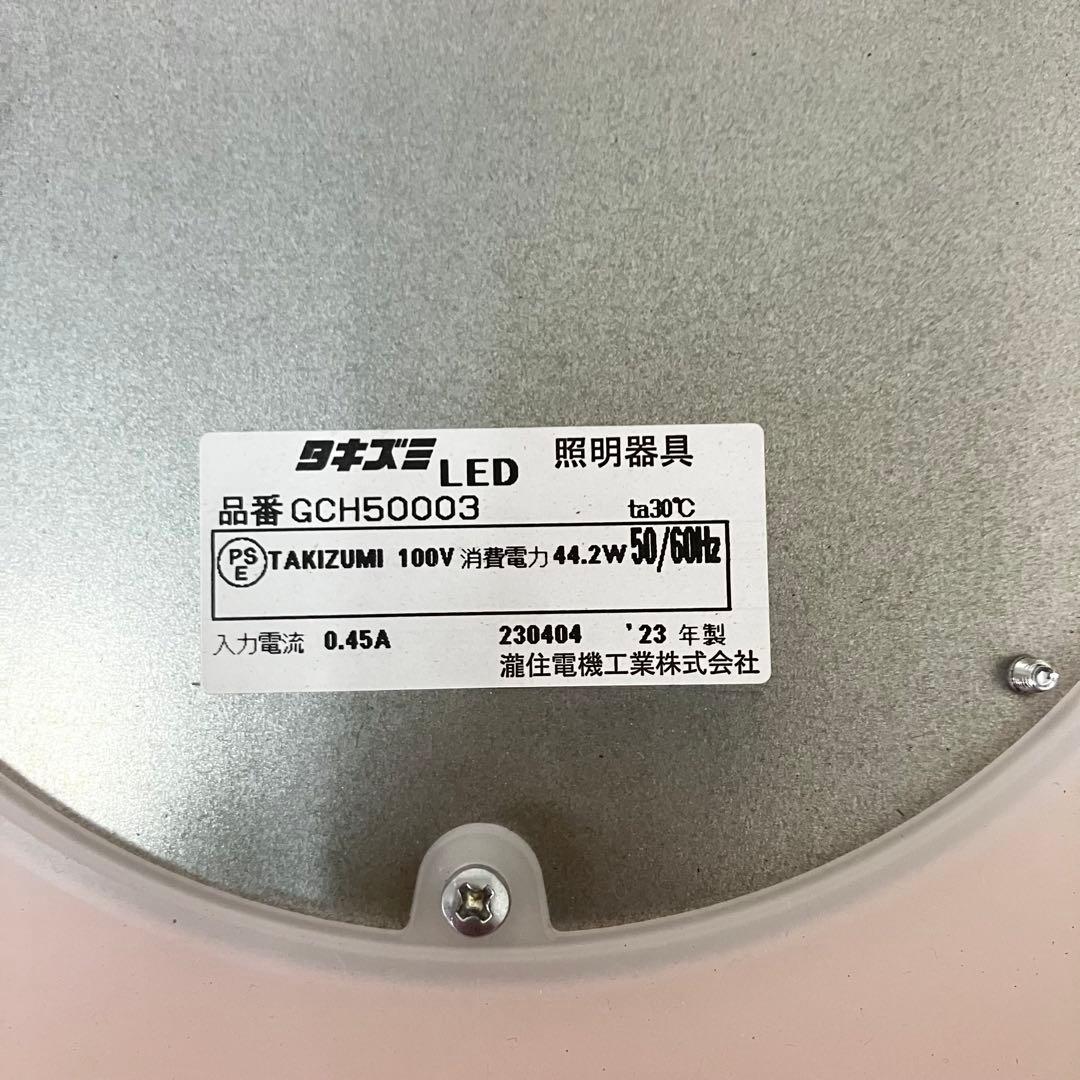 タキズミ LED 照明器具
品番 GCH50003 ta30℃
PSE TAKIZUMI 100V 消費電力 44.2W 50/60Hz
入力電流 0.45A 230404 '23 年製
瀧住電機工業株式会社